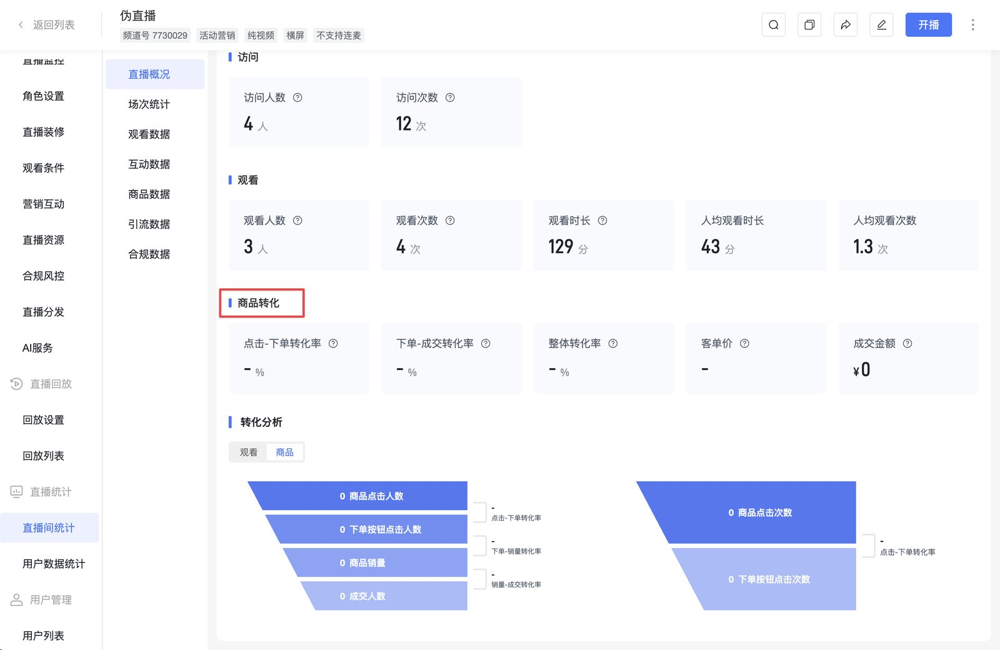 返回列表
伪直播
频道号 7730029
活动营销
纯视频
横屏
不支持连麦
开播
直播监控
角色设置
直播装修
观看条件
营销互动
直播资源
合规风控
直播分发
AI服务
直播回放
回放设置
回放列表
直播统计
直播间统计
用户数据统计
用户管理
用户列表
直播概况
场次统计
观看数据
互动数据
商品数据
引流数据
合规数据
访问
访问人数
4 人
访问次数
12 次
观看
观看人数
3 人
观看次数
4 次
观看时长
129 分
人均观看时长
43 分
人均观看次数
1.3 次
商品转化
点击-下单转化率
- %
下单-成交转化率
- %
整体转化率
- %
客单价
-
成交金额
¥0
转化分析
观看
商品
0 商品点击人数
0 下单按钮点击人数
0 商品销量
0 成交人数
-
点击-下单转化率
-
下单-销量转化率
-
销量-成交转化率
0 商品点击次数
0 下单按钮点击次数
-
点击-下单转化率